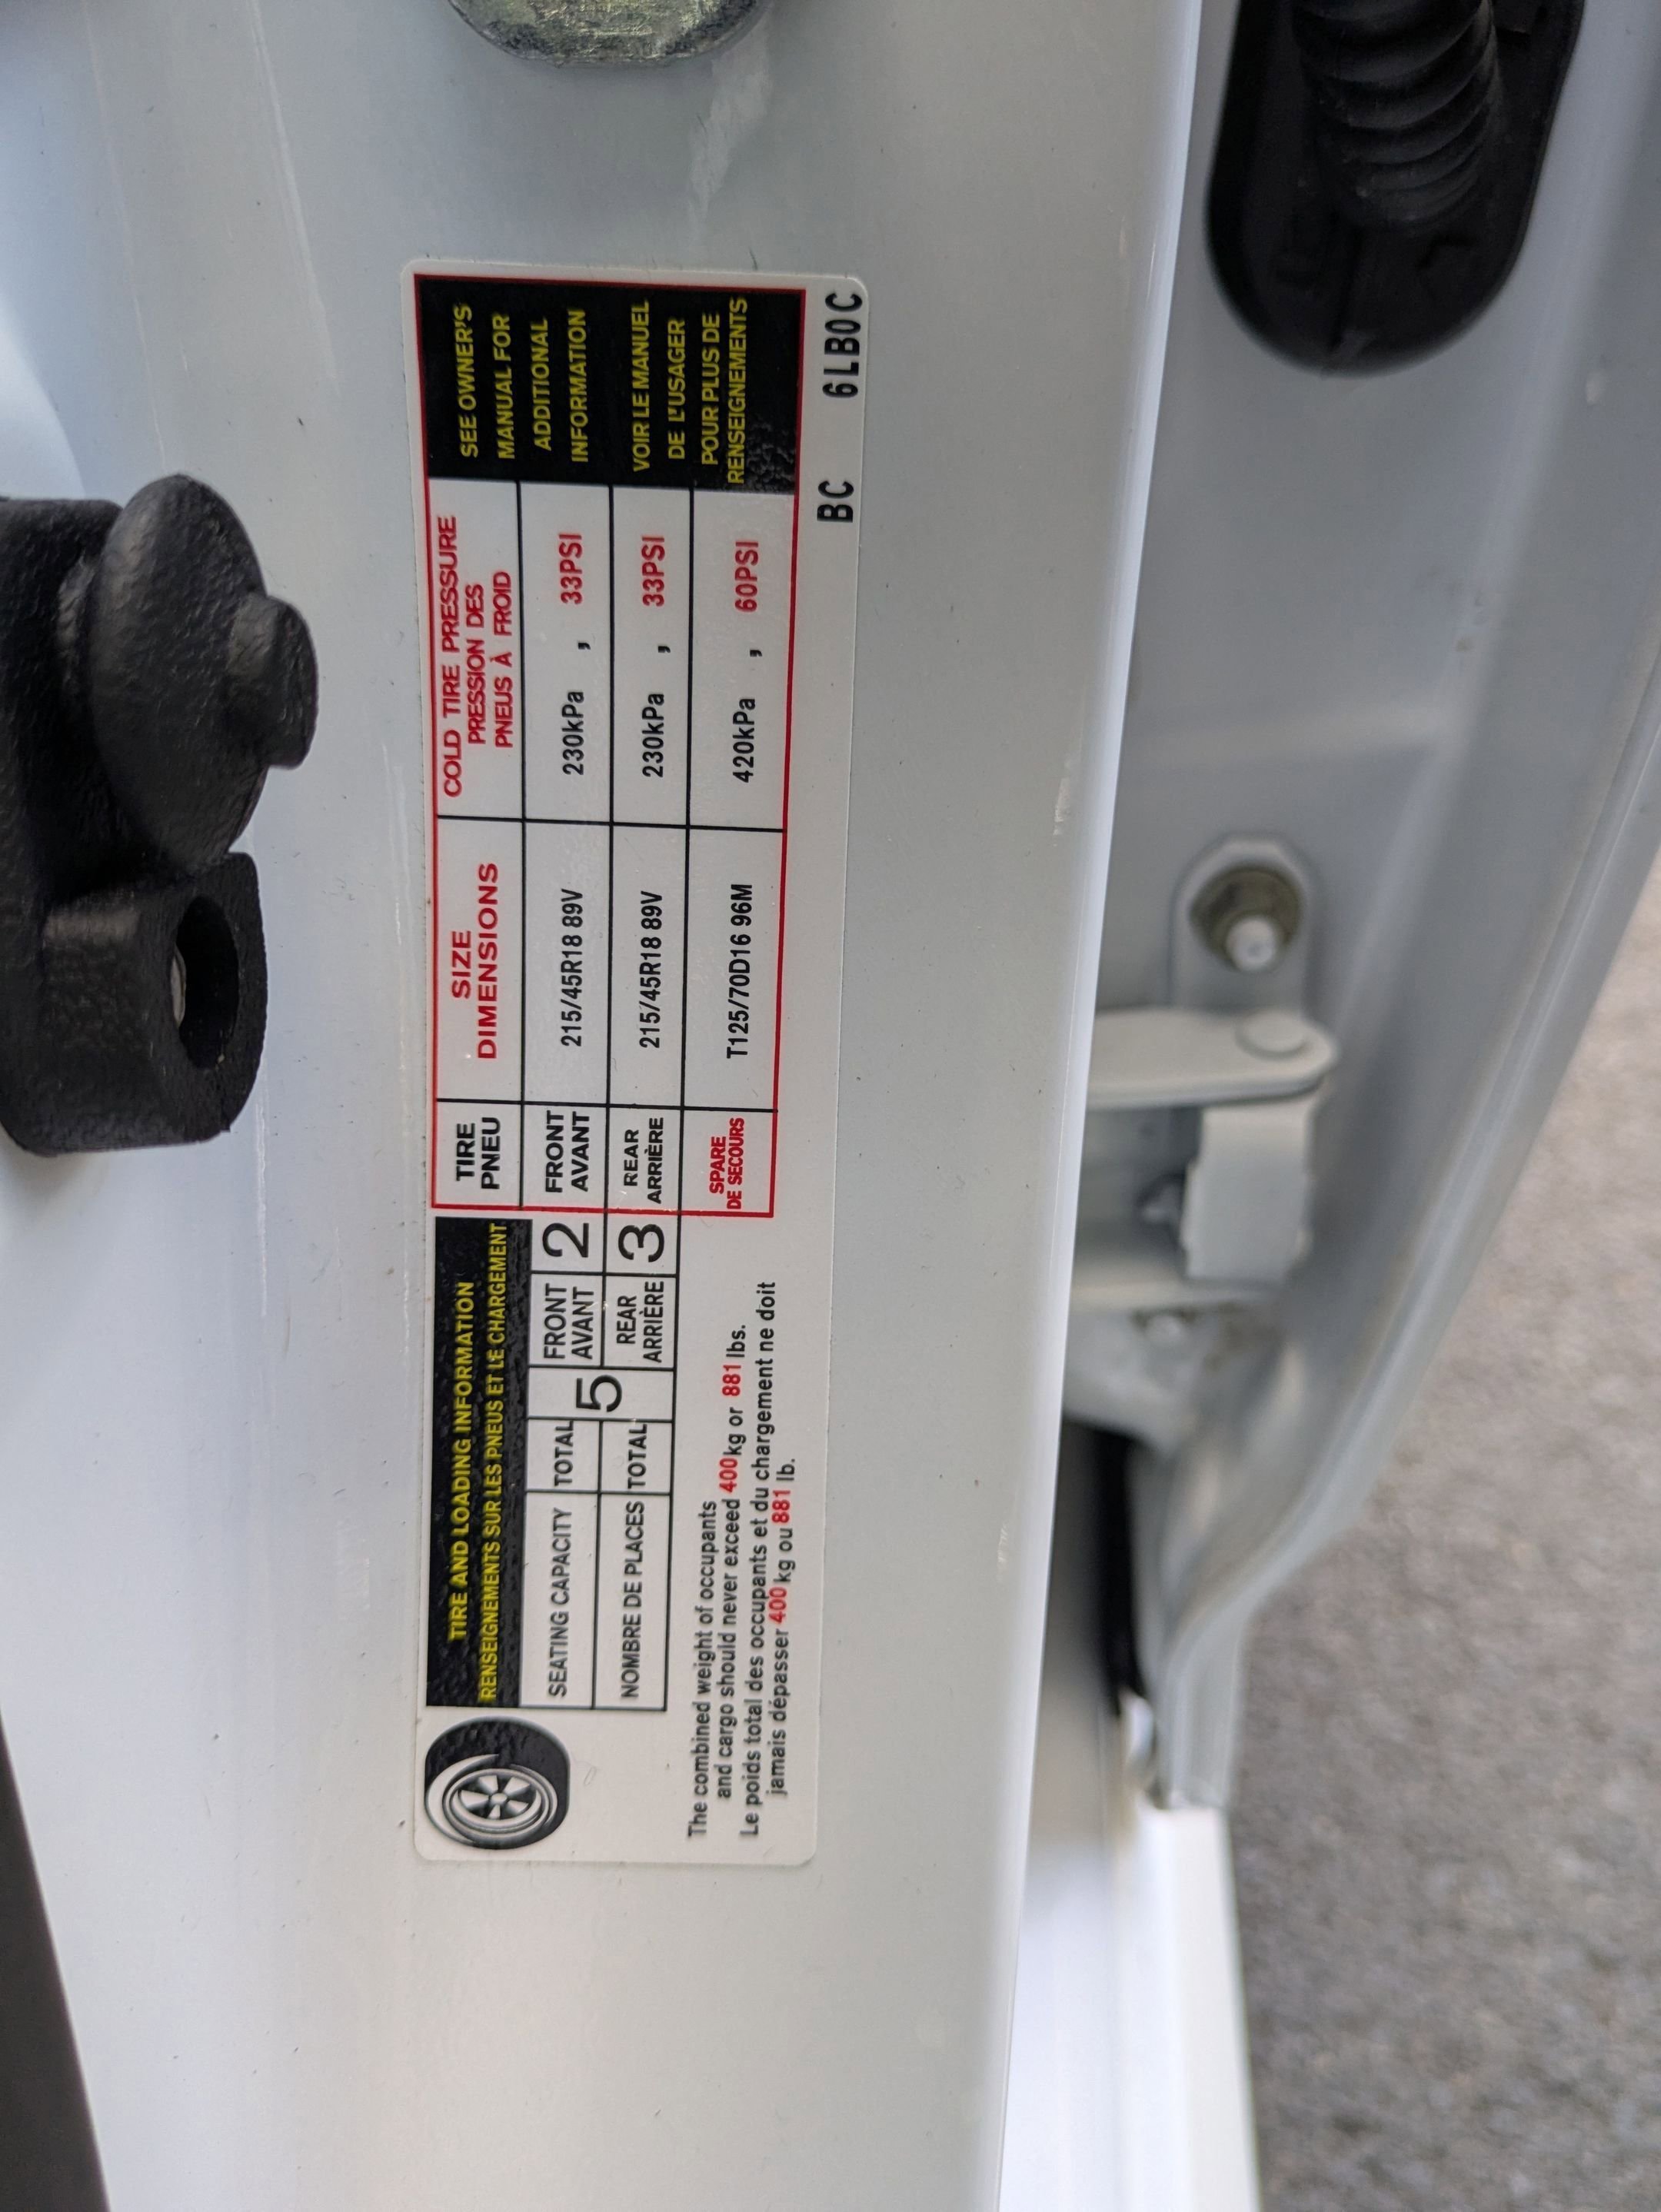 TIRE AND LOADING INFORMATION
RENSEIGNEMENTS SUR LES PNEUS ET LE CHARGEMENT
SEATING CAPACITY TOTAL 5 FRONT AVANT 2
NOMBRE DE PLACES TOTAL REAR ARRIÈRE 3
The combined weight of occupants
and cargo should never exceed 400kg or 881 lbs.
Le poids total des occupants et du chargement ne doit
jamais dépasser 400 kg ou 881 lb.
TIRE
PNEU
SIZE
DIMENSIONS
COLD TIRE PRESSURE
PRESSION DES
PNEUS À FROID
FRONT
AVANT
215/45R18 89V
230kPa , 33PSI
REAR
ARRIÈRE
215/45R18 89V
230kPa , 33PSI
SPARE
DE SECOURS
T125/70D16 96M
420kPa , 60PSI
SEE OWNER'S
MANUAL FOR
ADDITIONAL
INFORMATION
VOIR LE MANUEL
DE L'USAGER
POUR PLUS DE
RENSEIGNEMENTS
BC 6LB0C